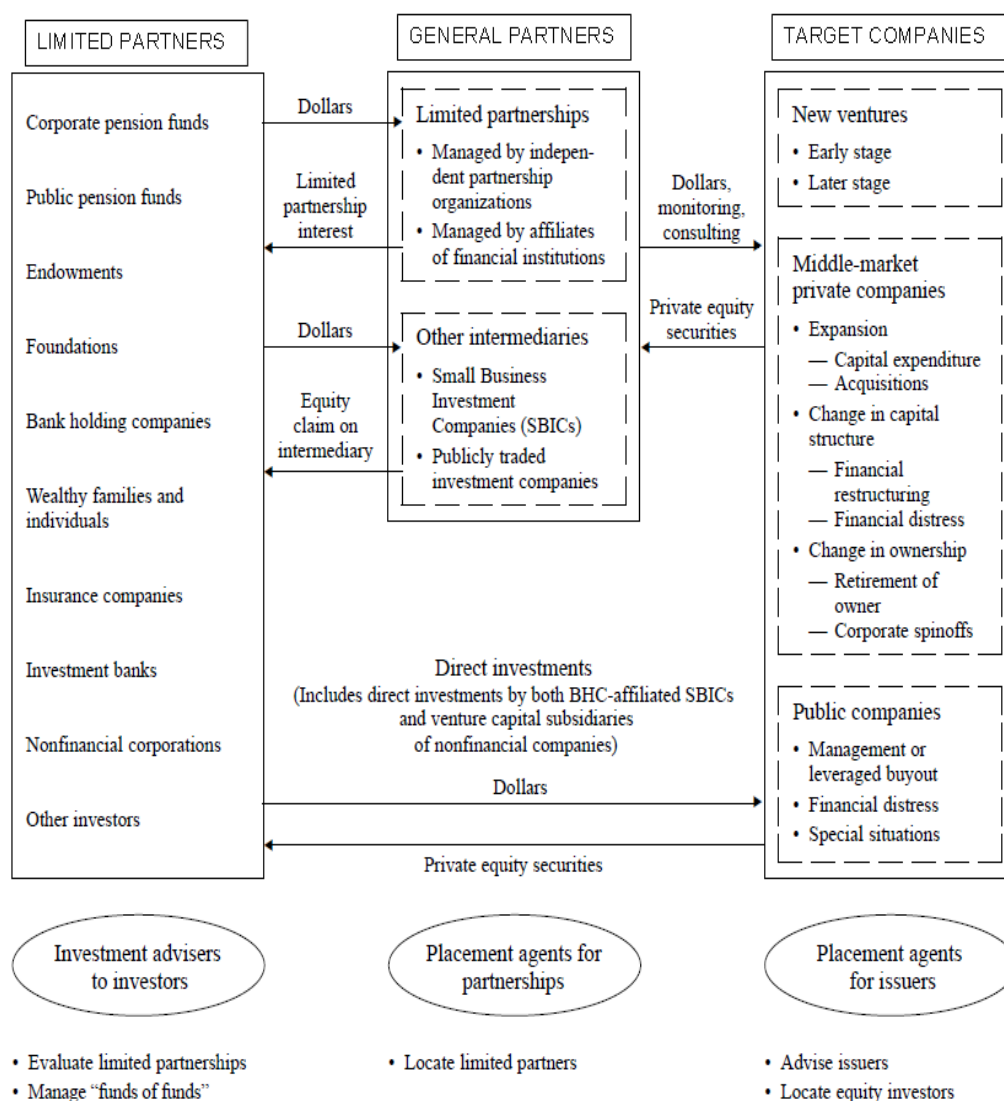 LIMITED PARTNERS
Corporate pension funds
Public pension funds
Endowments
Foundations
Bank holding companies
Wealthy families and
individuals
Insurance companies
Investment banks
Nonfinancial corporations
Other investors
Dollars
Limited
partnership
interest
Dollars
Equity
claim on
intermediary
GENERAL PARTNERS
Limited partnerships
• Managed by indepen-
dent partnership
organizations
• Managed by affiliates
of financial institutions
Other intermediaries
• Small Business
Investment
Companies (SBICs)
• Publicly traded
investment companies
Dollars,
monitoring,
consulting
Private equity
securities
TARGET COMPANIES
New ventures
• Early stage
• Later stage
Middle-market
private companies
• Expansion
— Capital expenditure
— Acquisitions
• Change in capital
structure
— Financial
restructuring
— Financial distress
• Change in ownership
— Retirement of
owner
— Corporate spinoffs
Public companies
• Management or
leveraged buyout
• Financial distress
• Special situations
Direct investments
(Includes direct investments by both BHC-affiliated SBICs
and venture capital subsidiaries
of nonfinancial companies)
Dollars
Private equity securities
Investment advisers
to investors
• Evaluate limited partnerships
• Manage “funds of funds”
Placement agents for
partnerships
• Locate limited partners
Placement agents
for issuers
• Advise issuers
• Locate equity investors